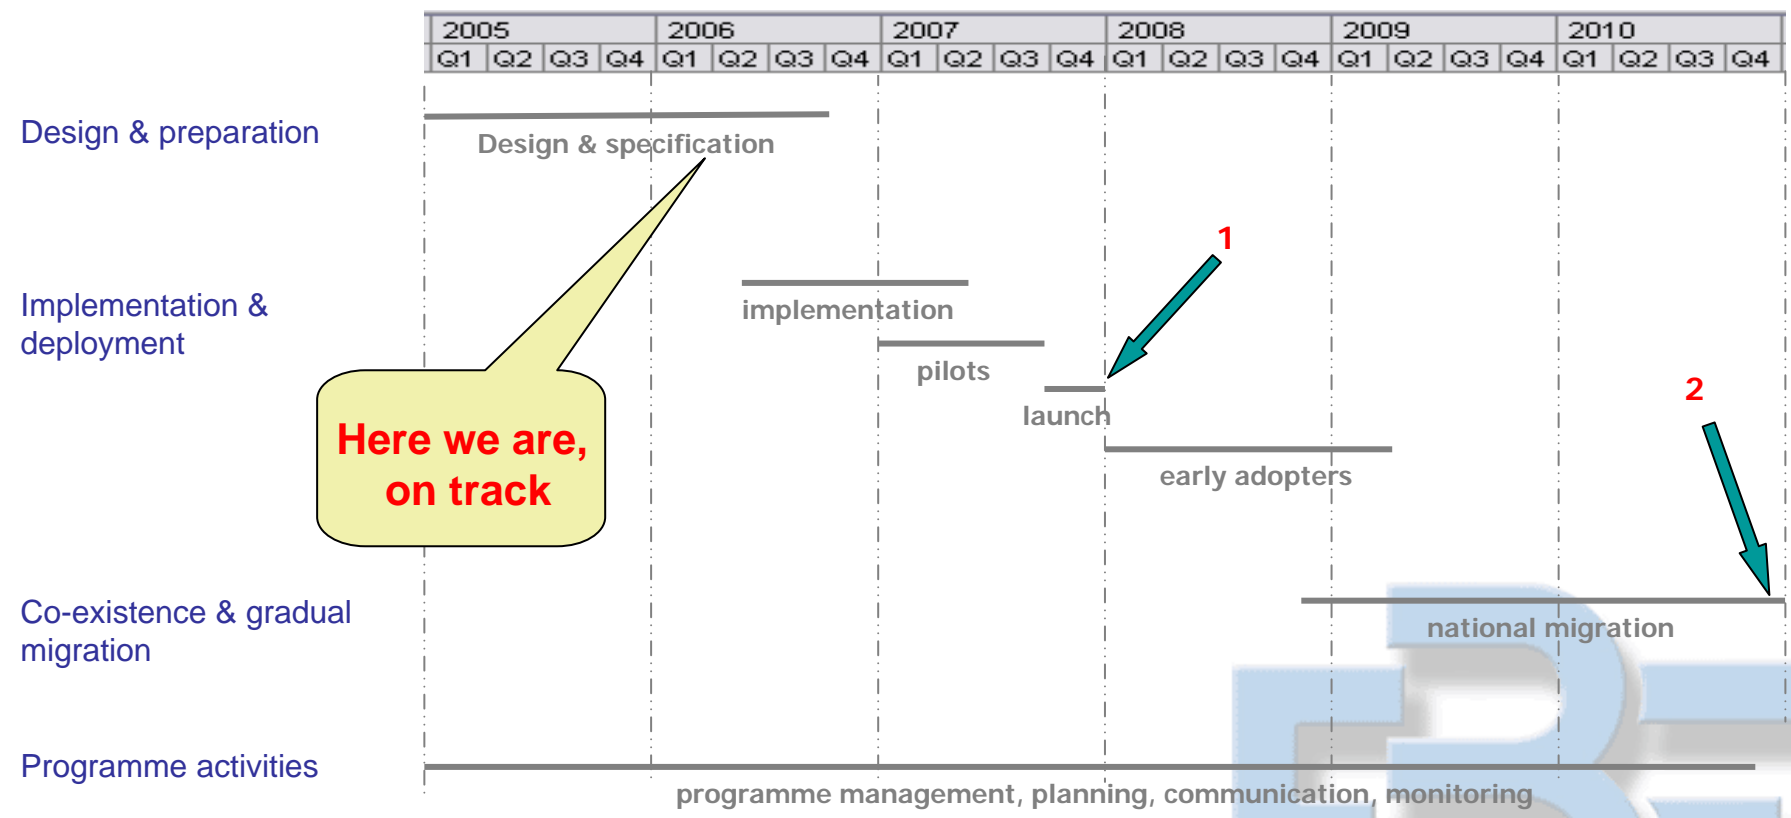 2005 2006 2007 2008 2009 2010
Q1 Q2 Q3 Q4 Q1 Q2 Q3 Q4 Q1 Q2 Q3 Q4 Q1 Q2 Q3 Q4 Q1 Q2 Q3 Q4 Q1 Q2 Q3 Q4
Design & preparation
Design & specification
1
Implementation &
deployment
implementation
pilots
launch
2
Here we are,
on track
early adopters
Co-existence & gradual
migration
national migration
Programme activities
programme management, planning, communication, monitoring